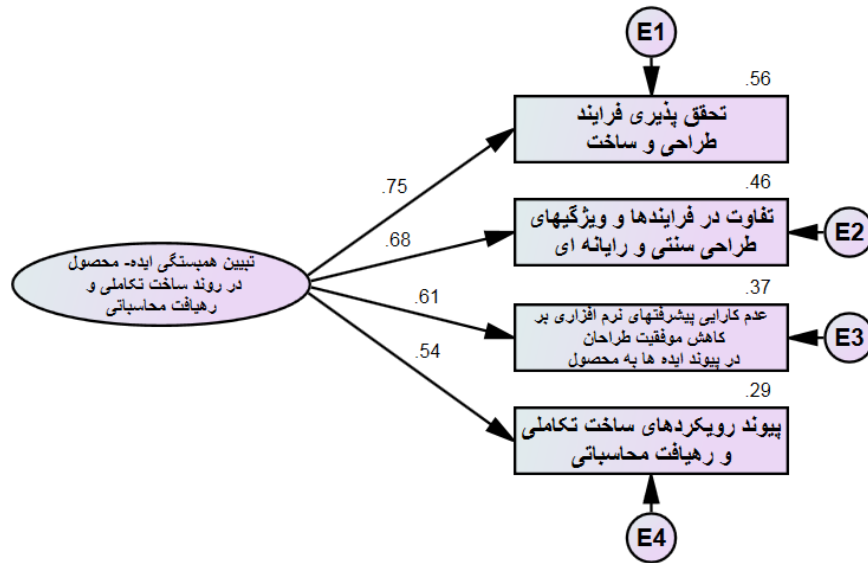 E1
.56
تحقق پذیری فرایند
طراحی و ساخت
.75
.46
تفاوت در فرایندها و ویژگیهای
طراحی سنتی و رایانه ای
E2
.68
تبیین همبستگی ایده- محصول
در روند ساخت تکاملی و
رهیافت محاسباتی
.61
.37
عدم کارایی پیشرفتهای نرم افزاری بر
کاهش موفقیت طراحان
در پیوند ایده ها به محصول
E3
.54
.29
پیوند رویکردهای ساخت تکاملی
و رهیافت محاسباتی
E4